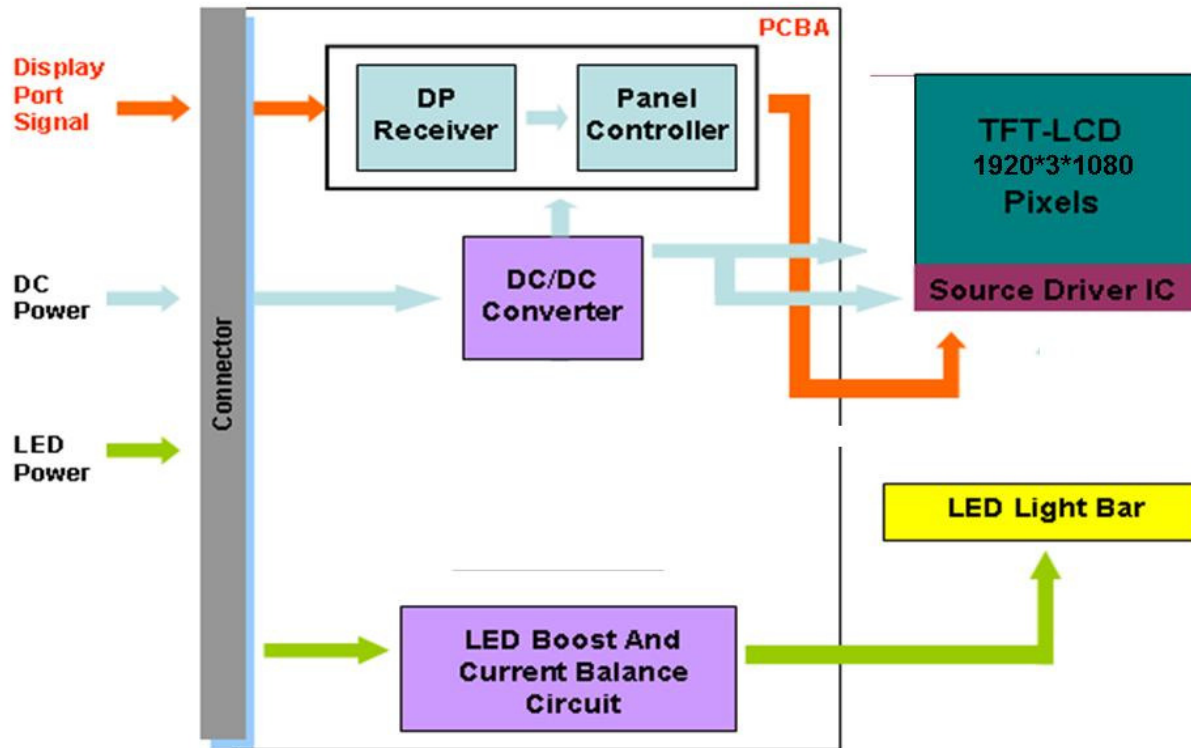 PCBA
Display
Port
Signal
DP
Receiver
Panel
Controller
TFT-LCD
1920*3*1080
Pixels
Source Driver IC
DC
Power
DC/DC
Converter
Connector
LED
Power
LED Light Bar
LED Boost And
Current Balance
Circuit